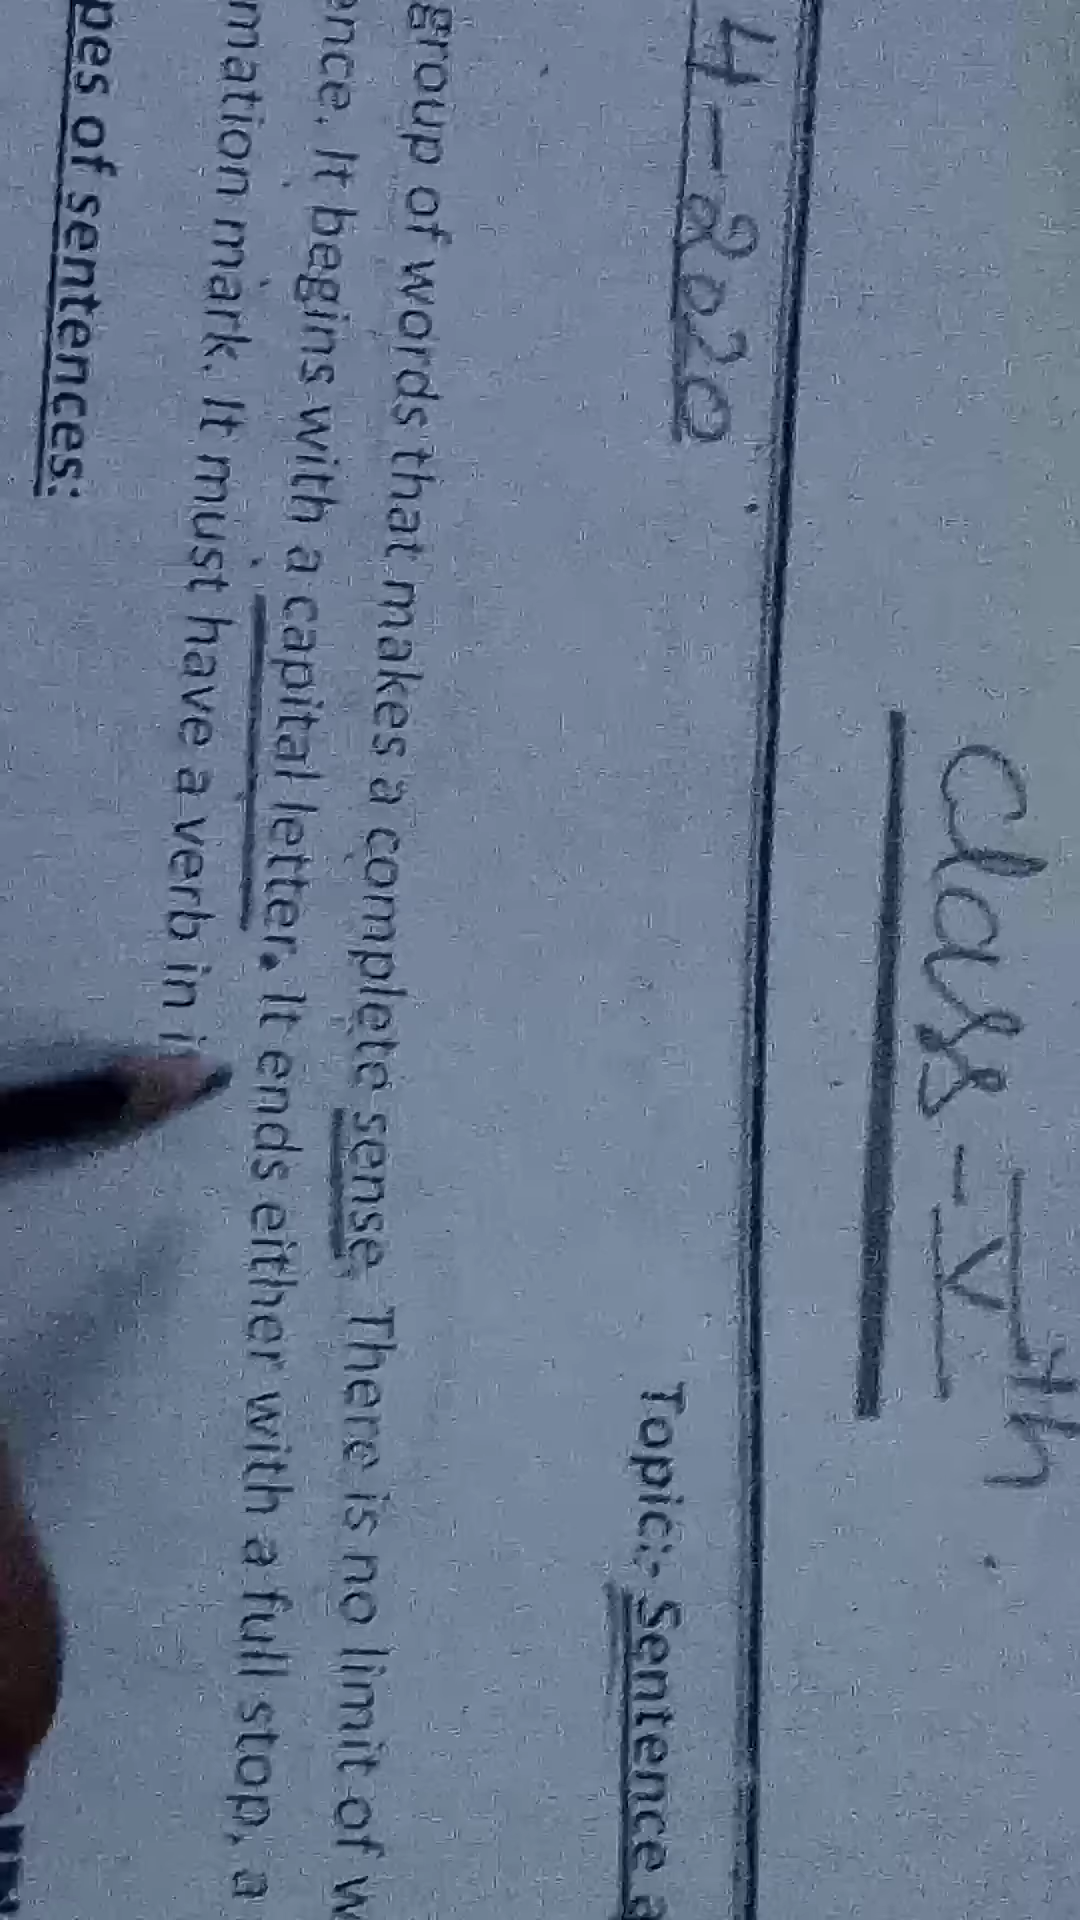 Class - Vth.
4-2020
Topic:- Sentence a
group of words that makes a complete sense. There is no limit of w
ence. It begins with a capital letter. It ends either with a full stop, a
mation mark. It must have a verb in i
pes of sentences: